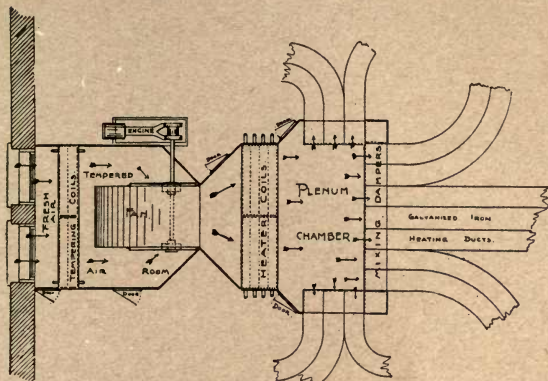 ENGINE
FRESH AIR
TEMPERING COILS
TEMPERED
FAN
AIR
ROOM
DOOR
DOOR
HEATER COILS
DOOR
PLENUM
CHAMBER
MIXING DAMPERS
GALVANIZED IRON
HEATING DUCTS.